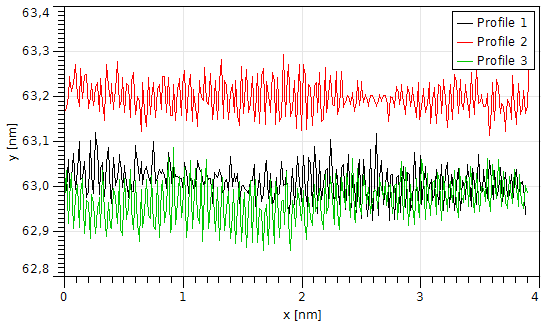 63,4
63,3
63,2
63,1
63,0
62,9
62,8
y [nm]
Profile 1
Profile 2
Profile 3
0
1
2
3
4
x [nm]